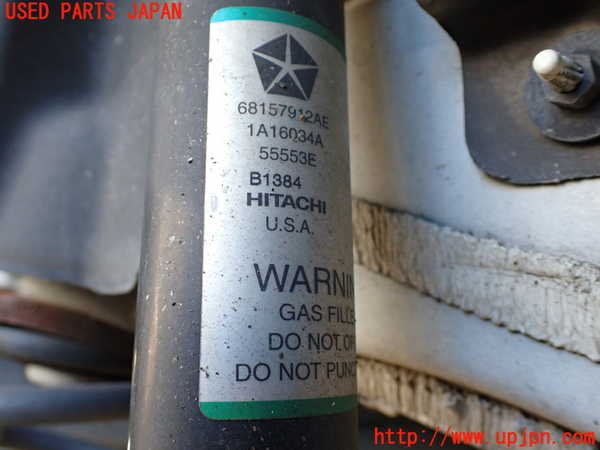 USED PARTS JAPAN
68157912AE
1A16034A
55553E
B1384
HITACHI
U.S.A.
WARNIN
GAS FILLE
DO NOT OP
DO NOT PUNC
http://www.upjpn.com/